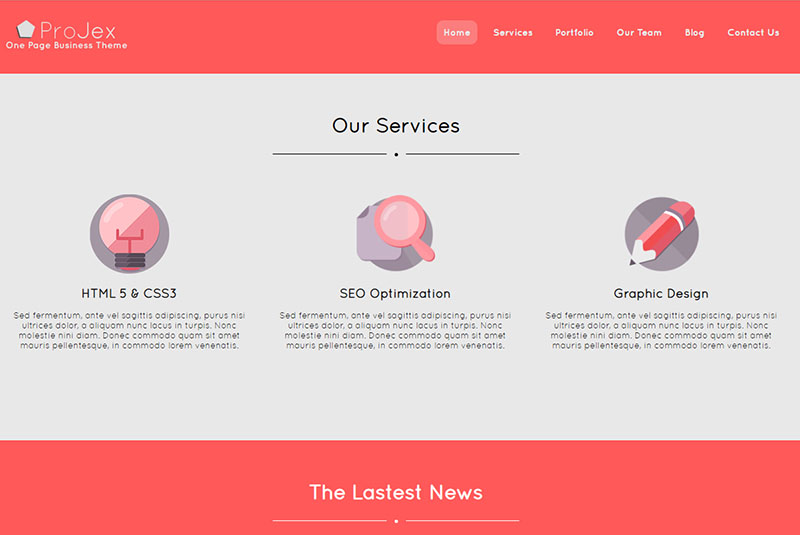 ProJex
One Page Business Theme
Home Services Portfolio Our Team Blog Contact Us
Our Services
HTML 5 & CSS3
Sed fermentum, ante vel sagittis adipiscing, purus nisi
ultrices dolor, a aliquam nunc lacus in turpis. Nonc
molestie nini diam. Donec commodo quam sit amet
mauris pellentesque, in commodo lorem venenatis.
SEO Optimization
Sed fermentum, ante vel sagittis adipiscing, purus nisi
ultrices dolor, a aliquam nunc lacus in turpis. Nonc
molestie nini diam. Donec commodo quam sit amet
mauris pellentesque, in commodo lorem venenatis.
Graphic Design
Sed fermentum, ante vel sagittis adipiscing, purus nisi
ultrices dolor, a aliquam nunc lacus in turpis. Nonc
molestie nini diam. Donec commodo quam sit amet
mauris pellentesque, in commodo lorem venenatis.
The Lastest News